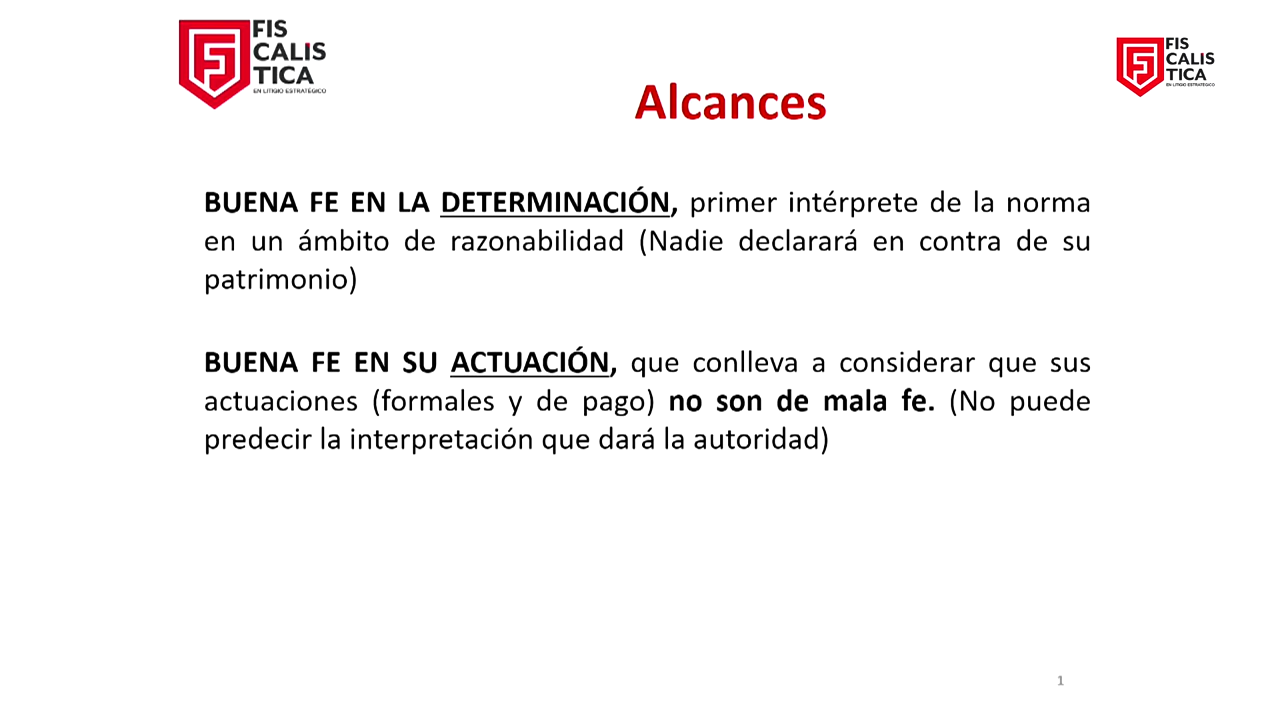 FIS
CALIS
TICA
EN LITIGIO ESTRATÉGICO
FIS
CALIS
TICA
EN LITIGIO ESTRATÉGICO
Alcances
BUENA FE EN LA DETERMINACIÓN, primer intérprete de la norma
en un ámbito de razonabilidad (Nadie declarará en contra de su
patrimonio)
BUENA FE EN SU ACTUACIÓN, que conlleva a considerar que sus
actuaciones (formales y de pago) no son de mala fe. (No puede
predecir la interpretación que dará la autoridad)
1